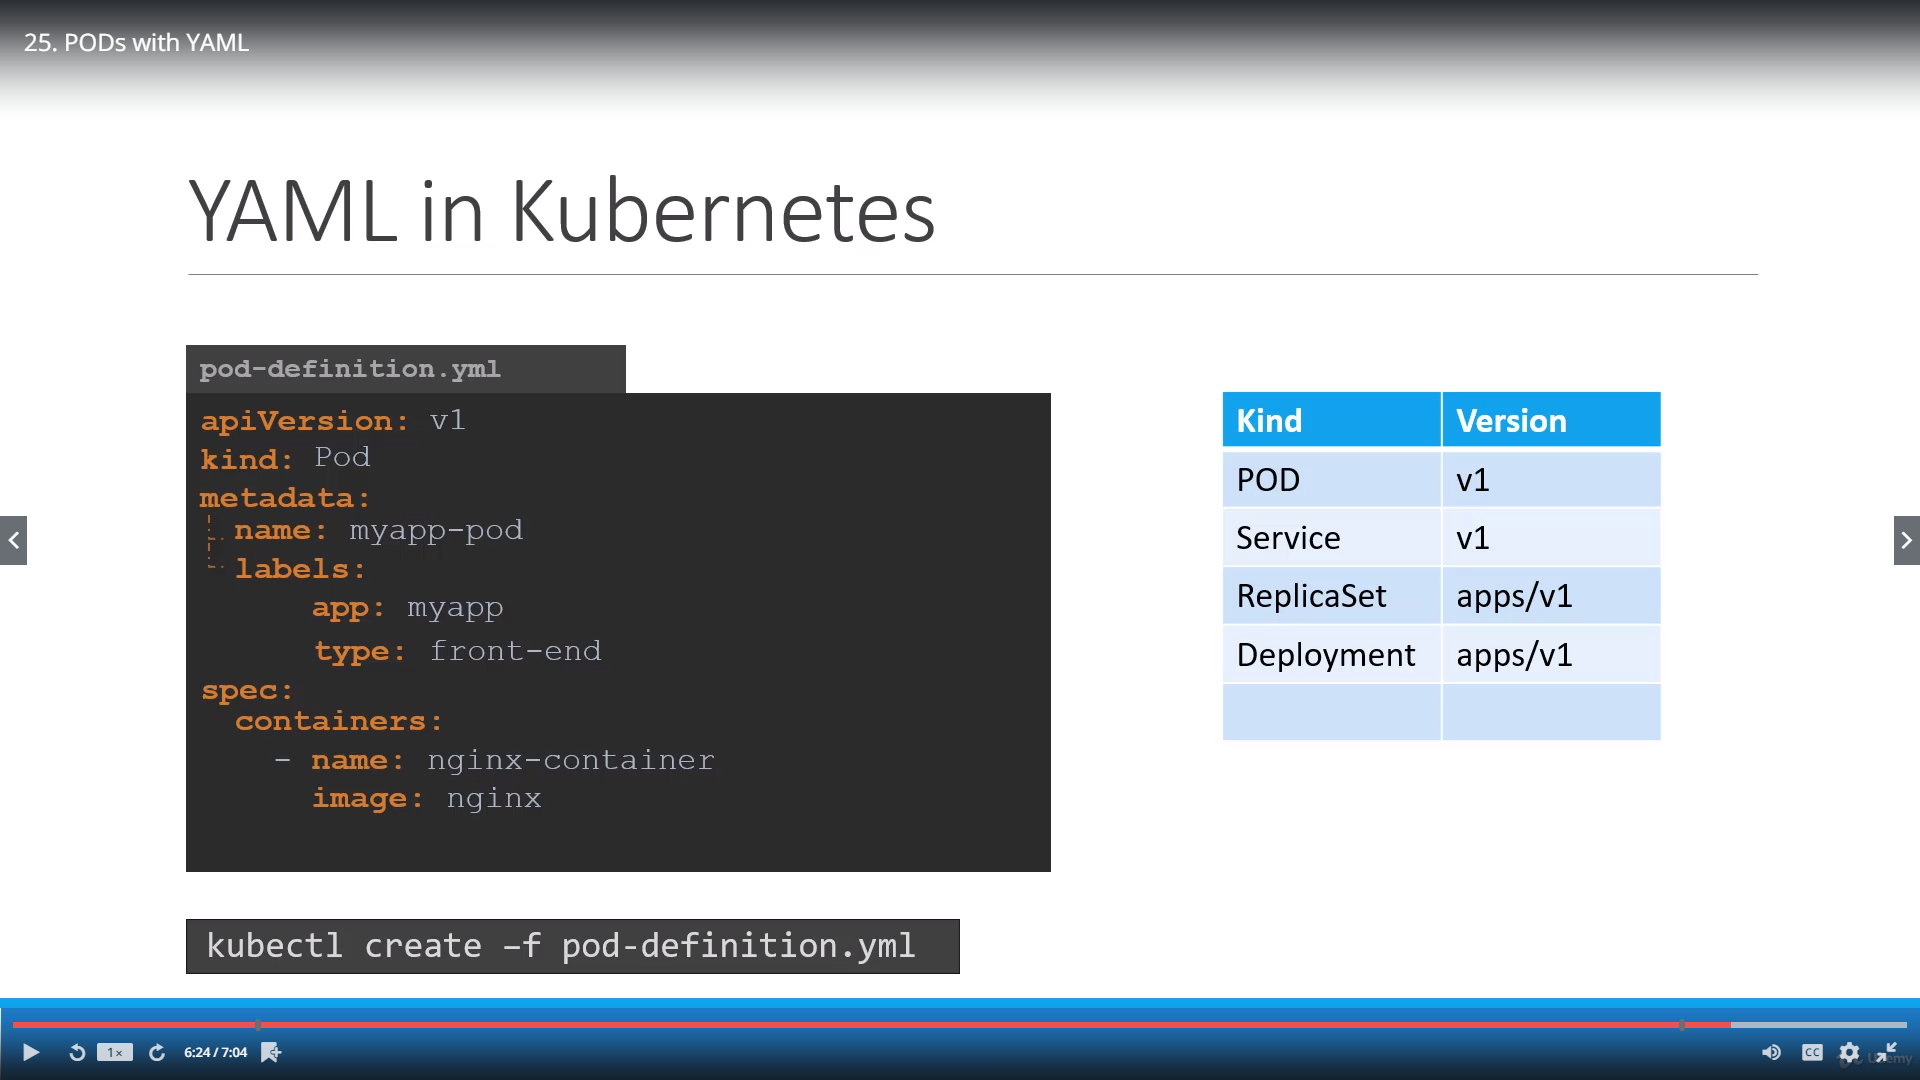 25. PODs with YAML
YAML in Kubernetes
pod-definition.yml
apiVersion: v1
kind: Pod
metadata:
name: myapp-pod
labels:
app: myapp
type: front-end
spec:
containers:
- name: nginx-container
image: nginx
Kind Version
POD v1
Service v1
ReplicaSet apps/v1
Deployment apps/v1
kubectl create –f pod-definition.yml
1x
6:24 / 7:04
CC
Udemy